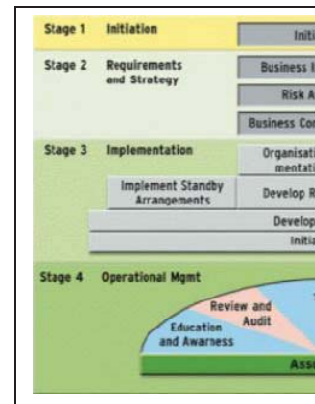 Stage 1 Initiation
Initi
Stage 2 Requirements
and Strategy
Business I
Risk A
Business Con
Stage 3 Implementation
Organisati
mentati
Implement Standby
Arrangements
Develop R
Develop
Initia
Stage 4 Operational Mgmt
Review and
Audit
Education
and Awarness
Asso